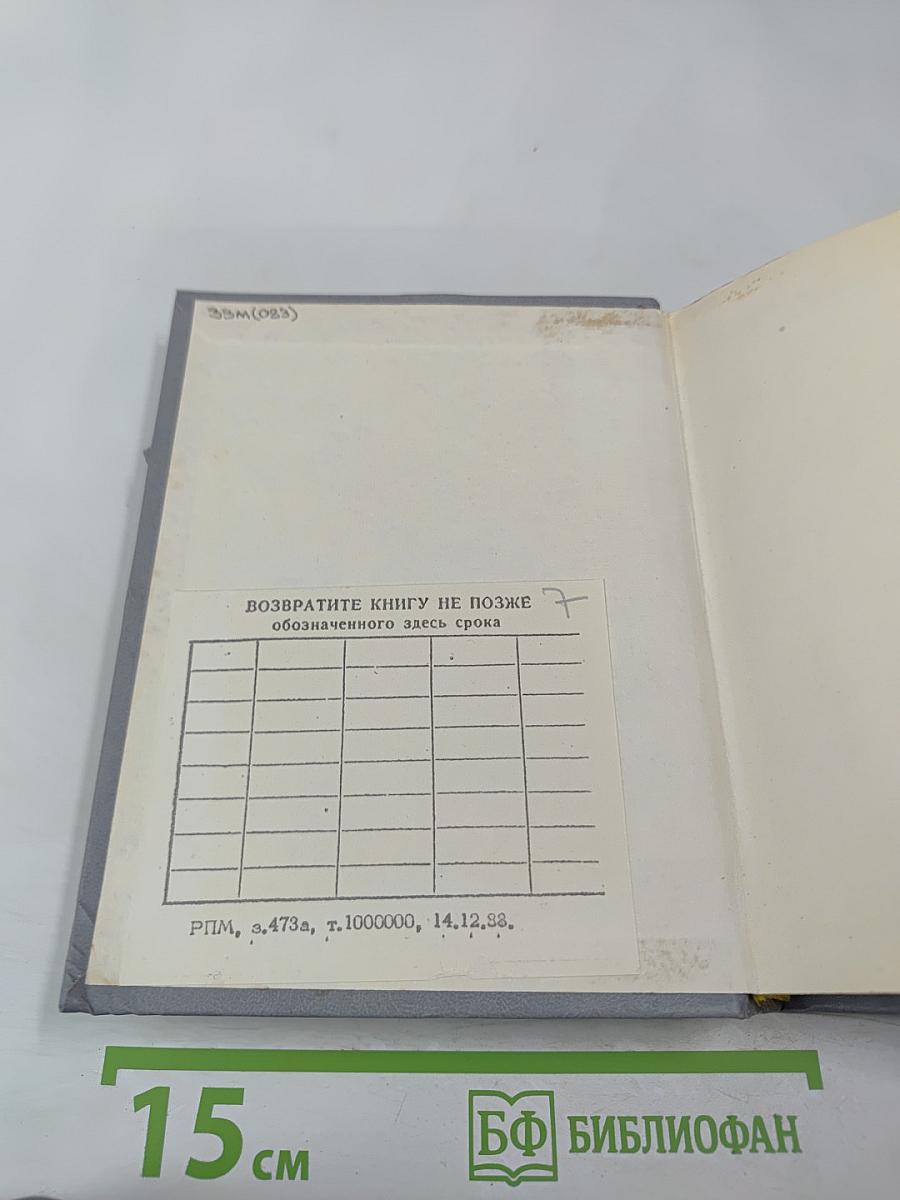 33м(083)
ВОЗВРАТИТЕ КНИГУ НЕ ПОЗЖЕ 7
обозначенного здесь срока
РПМ, з.473а, т.1000000, 14.12.88.
15 см БФ БИБЛИОФАН